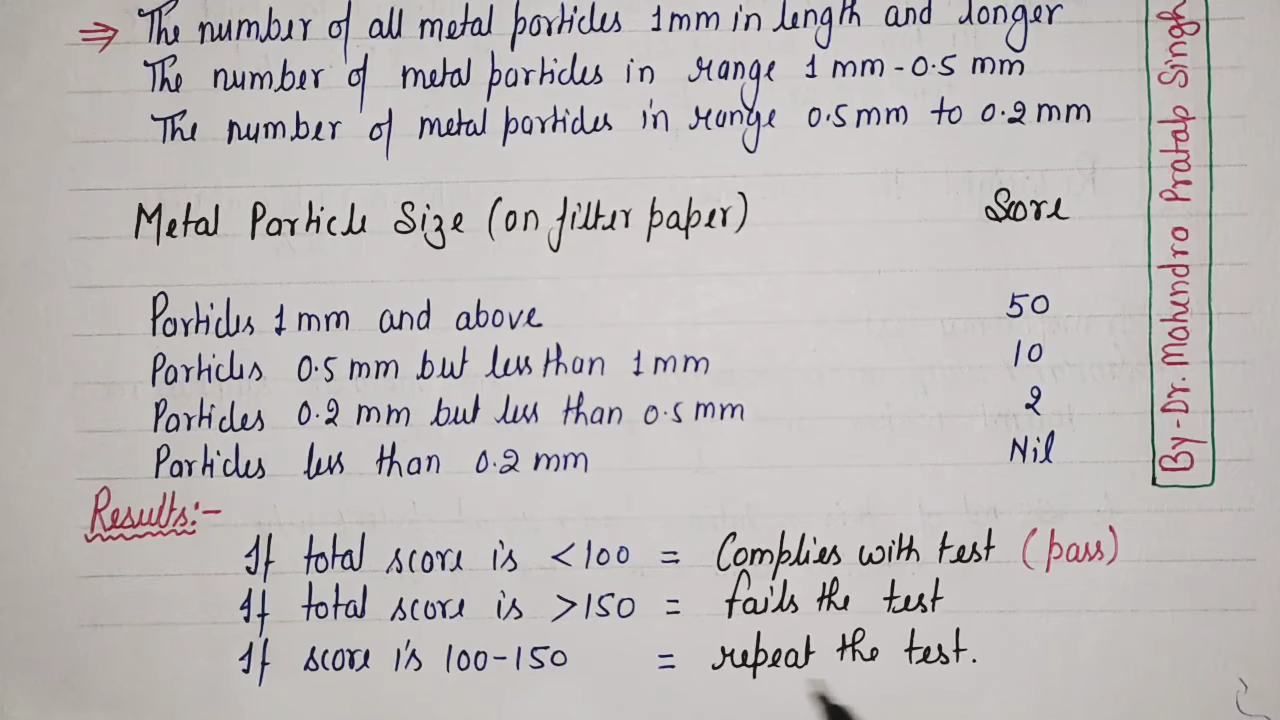 ⇒ The number of all metal particles 1mm in length and longer
The number of metal particles in range 1 mm - 0.5 mm
The number of metal particles in range 0.5 mm to 0.2 mm
Metal Particle Size (on filter paper) Score
Particles 1 mm and above 50
Particles 0.5 mm but less than 1 mm 10
Particles 0.2 mm but less than 0.5 mm 2
Particles less than 0.2 mm Nil
Results:-
If total score is <100 = Complies with test (pass)
If total score is >150 = fails the test
If score is 100-150 = repeat the test.
By-Dr. Mahendra Pratap Singh